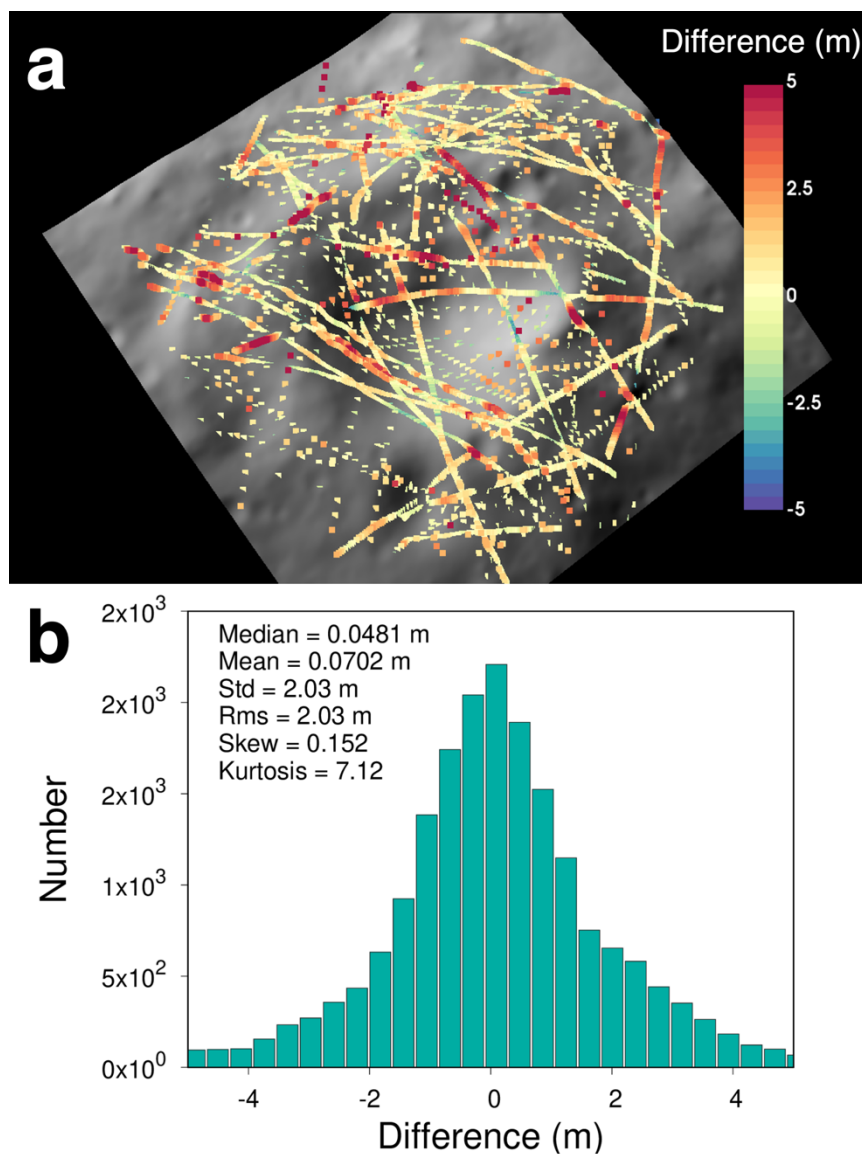 a
Difference (m)
5
2.5
0
-2.5
-5
b
2x10³
2x10³
2x10³
1x10³
5x10²
0x10⁰
Number
Median = 0.0481 m
Mean = 0.0702 m
Std = 2.03 m
Rms = 2.03 m
Skew = 0.152
Kurtosis = 7.12
-4 -2 0 2 4
Difference (m)